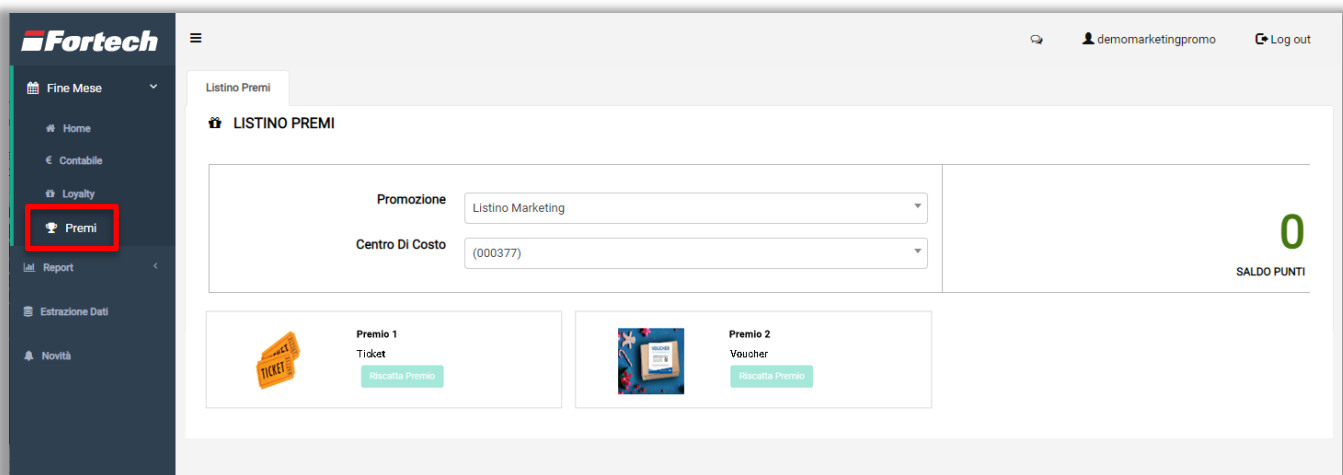 Fortech
demomarketingpromo
Log out
Fine Mese
Home
€ Contabile
Loyalty
Premi
Report
Estrazione Dati
Novità
Listino Premi
LISTINO PREMI
Promozione
Listino Marketing
Centro Di Costo
(000377)
0
SALDO PUNTI
TICKET
Premio 1
Ticket
Riscatta Premio
VOUCHER
Premio 2
Voucher
Riscatta Premio